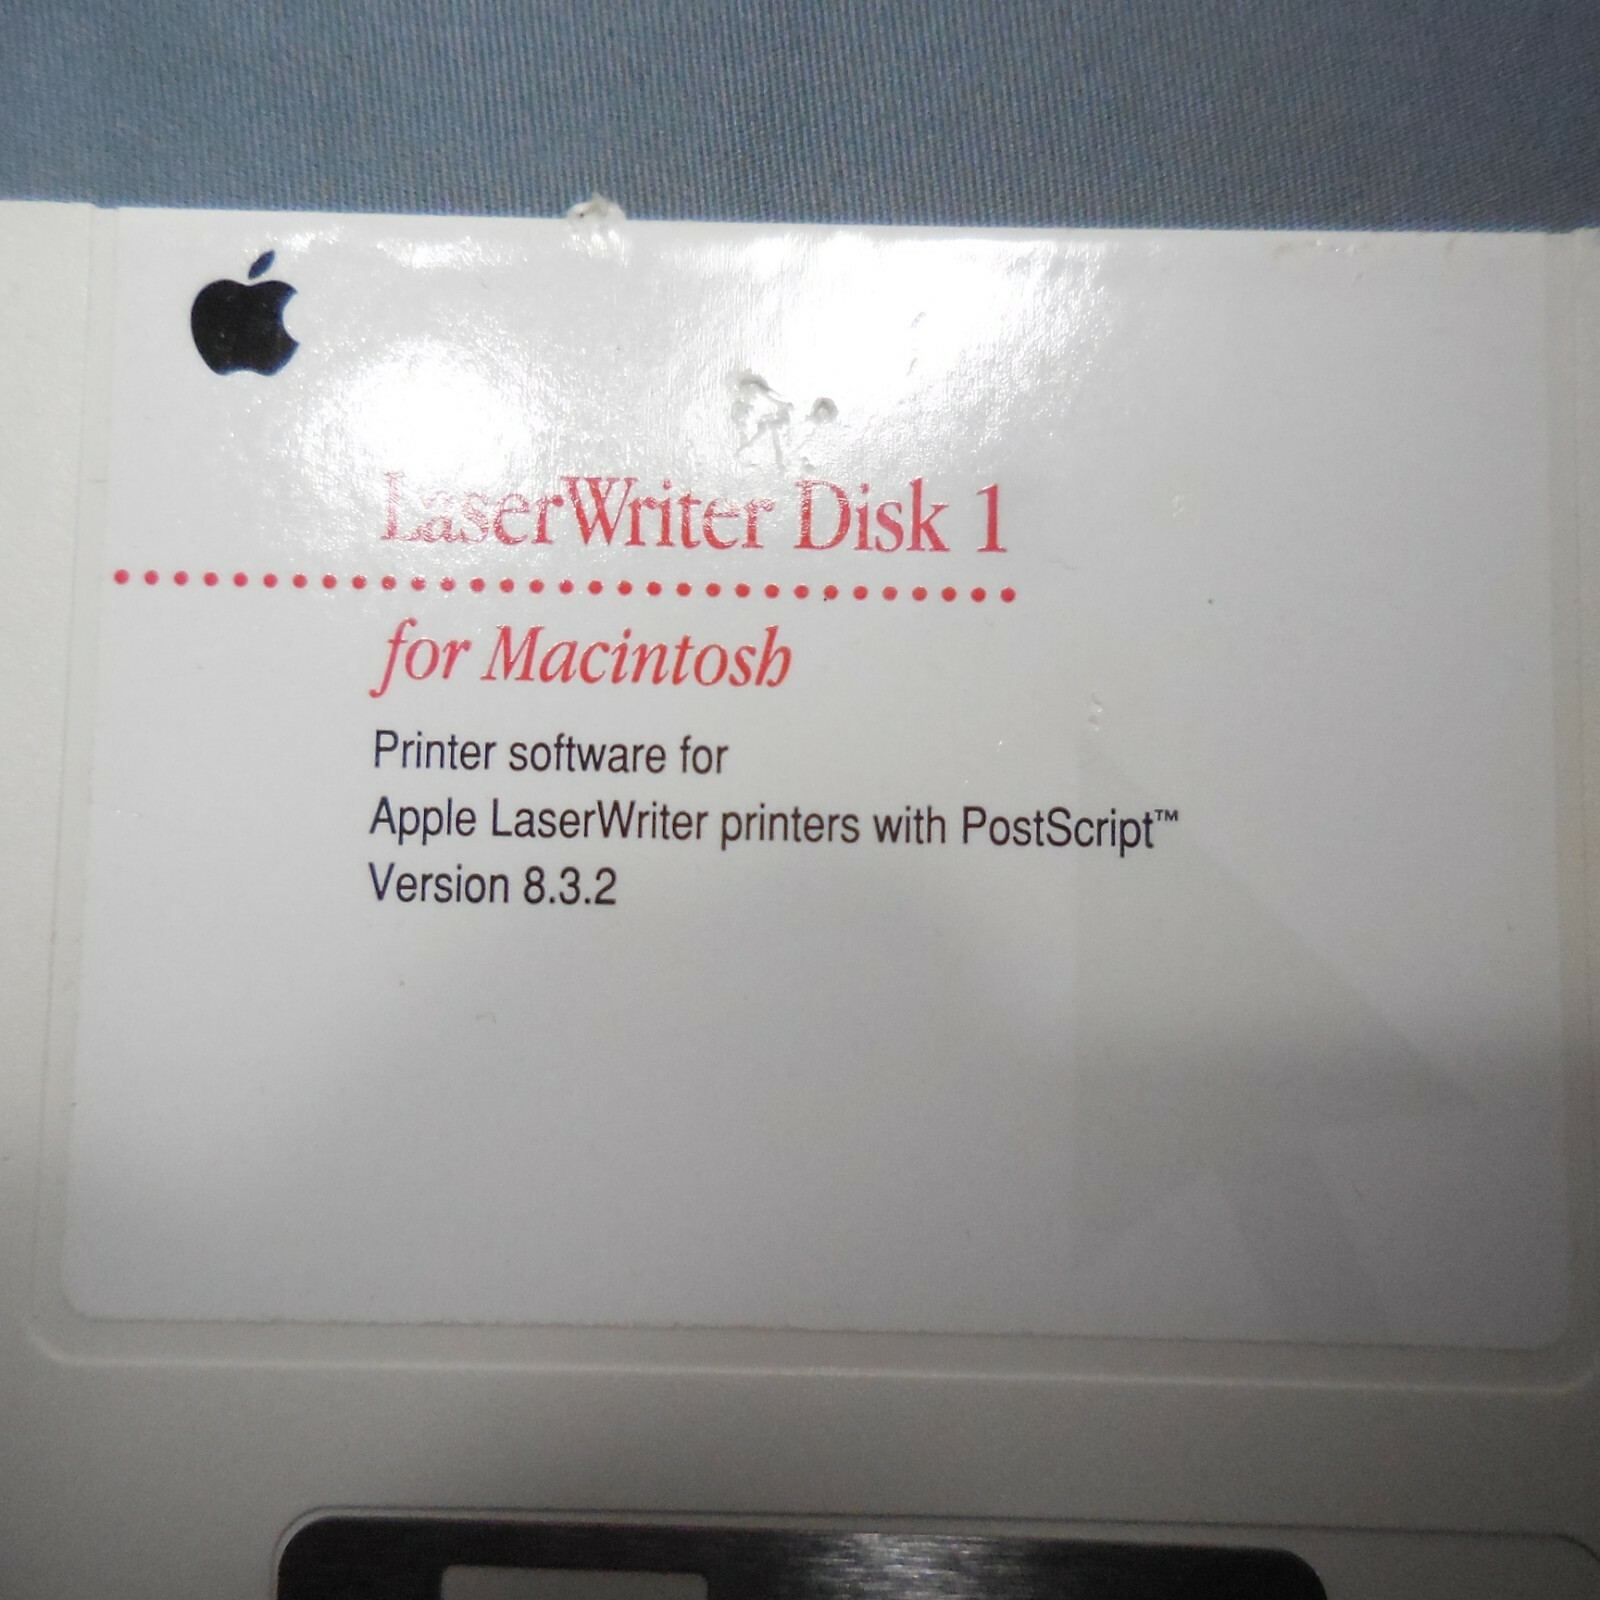 LaserWriter Disk 1
for Macintosh
Printer software for
Apple LaserWriter printers with PostScript™
Version 8.3.2